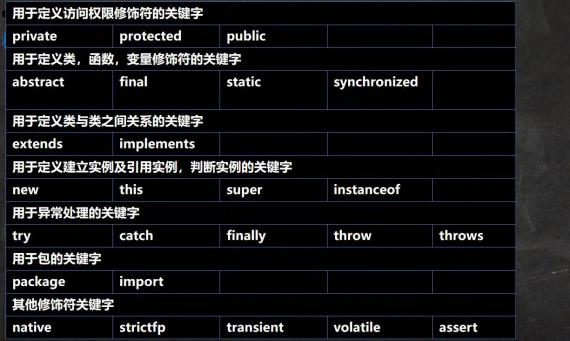 用于定义访问权限修饰符的关键字
private protected public
用于定义类，函数，变量修饰符的关键字
abstract final static synchronized
用于定义类与类之间关系的关键字
extends implements
用于定义建立实例及引用实例，判断实例的关键字
new this super instanceof
用于异常处理的关键字
try catch finally throw throws
用于包的关键字
package import
其他修饰符关键字
native strictfp transient volatile assert